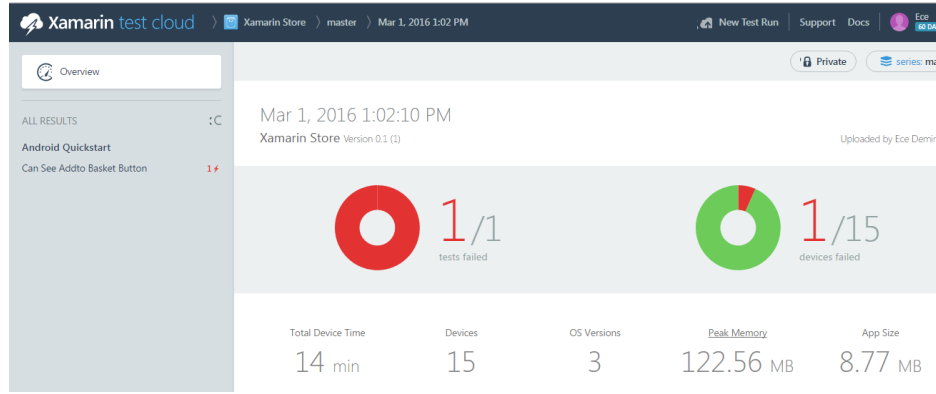 Xamarin test cloud 〉 Xamarin Store 〉 master 〉 Mar 1, 2016 1:02 PM New Test Run Support Docs Ece
60 DA
Overview
Private series: ma
ALL RESULTS
Android Quickstart
Can See Addto Basket Button 1
Mar 1, 2016 1:02:10 PM
Xamarin Store Version 0.1 (1) Uploaded by Ece Demir
1/1
tests failed
1/15
devices failed
Total Device Time Devices OS Versions Peak Memory App Size
14 min 15 3 122.56 MB 8.77 MB